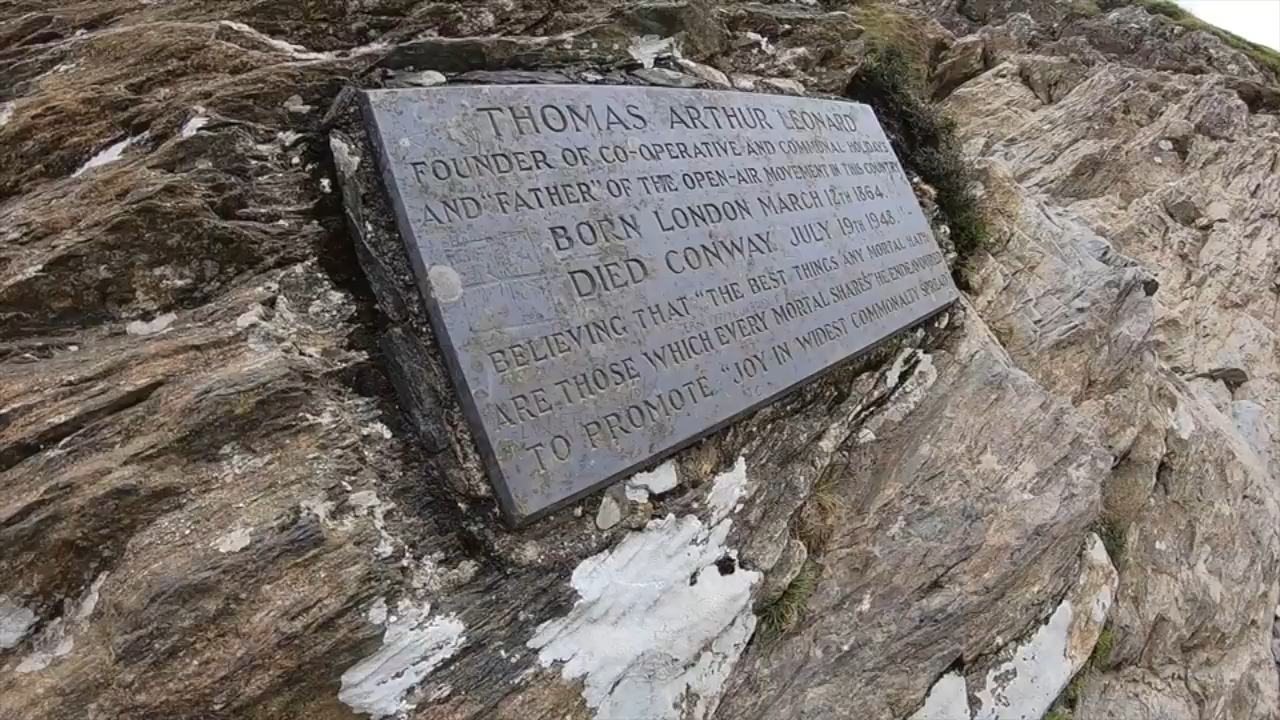 THOMAS ARTHUR LEONARD
FOUNDER OF CO-OPERATIVE AND COMMUNAL HOLIDAYS
AND "FATHER" OF THE OPEN-AIR MOVEMENT IN THIS COUNTRY
BORN LONDON MARCH 12TH 1864.
DIED CONWAY JULY 19TH 1948.
BELIEVING THAT "THE BEST THINGS ANY MORTAL HATH
ARE THOSE WHICH EVERY MORTAL SHARES" HE ENDEAVOURED
TO PROMOTE "JOY IN WIDEST COMMONALTY SPREAD"